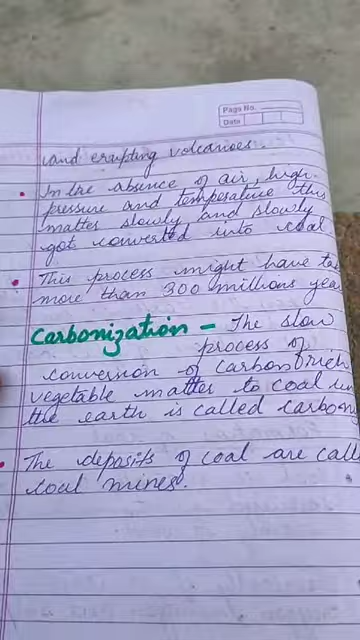 Page No.
Date
and erupting volcanoes.
• In the absence of air, high
pressure and temperature this
matter slowly and slowly
got converted into coal
• This process might have ta
more than 300 millions yea
Carbonization - The slow
process of
conversion of carbon rich
vegetable matter to coal un
the earth is called carbon
• The deposits of coal are call
coal mines.